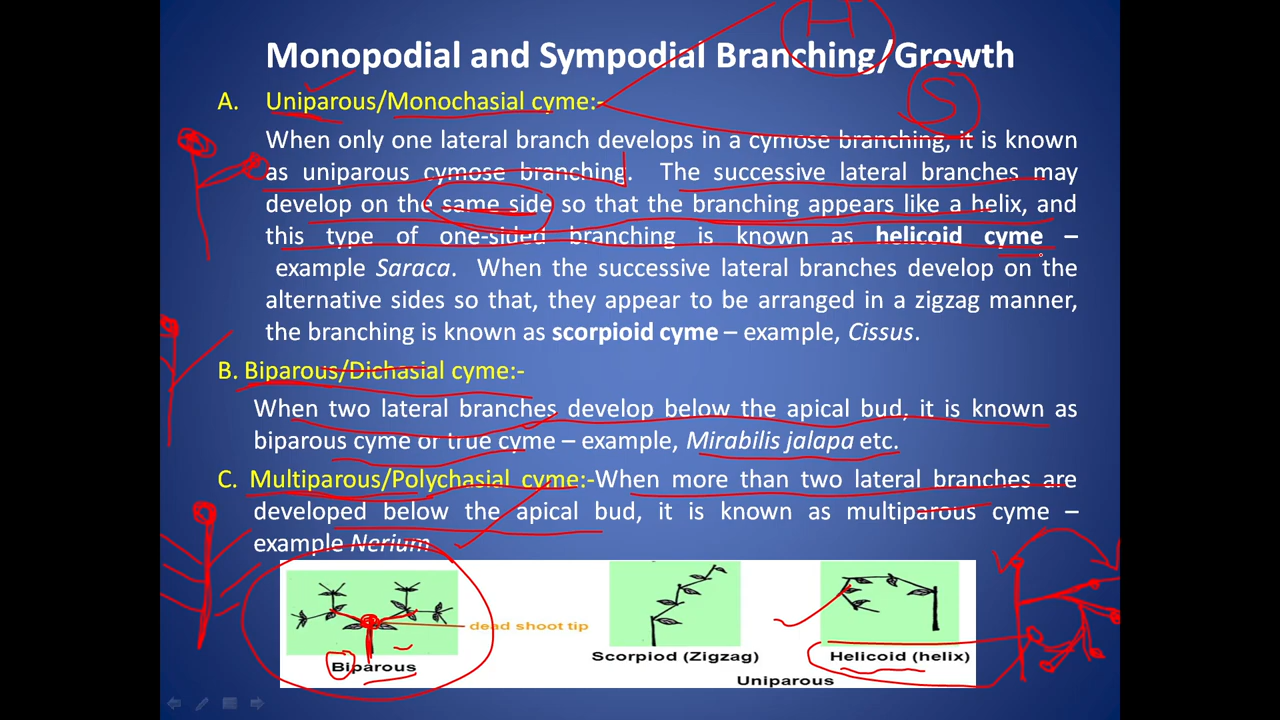 H
Monopodial and Sympodial Branching/Growth
S
A. Uniparous/Monochasial cyme:-
When only one lateral branch develops in a cymose branching, it is known
as uniparous cymose branching. The successive lateral branches may
develop on the same side so that the branching appears like a helix, and
this type of one-sided branching is known as helicoid cyme –
example Saraca. When the successive lateral branches develop on the
alternative sides so that, they appear to be arranged in a zigzag manner,
the branching is known as scorpioid cyme – example, Cissus.
B. Biparous/Dichasial cyme:-
When two lateral branches develop below the apical bud, it is known as
biparous cyme or true cyme – example, Mirabilis jalapa etc.
C. Multiparous/Polychasial cyme:-When more than two lateral branches are
developed below the apical bud, it is known as multiparous cyme –
example Nerium
dead shoot tip
Biparous
Scorpiod (Zigzag)
Helicoid (helix)
Uniparous